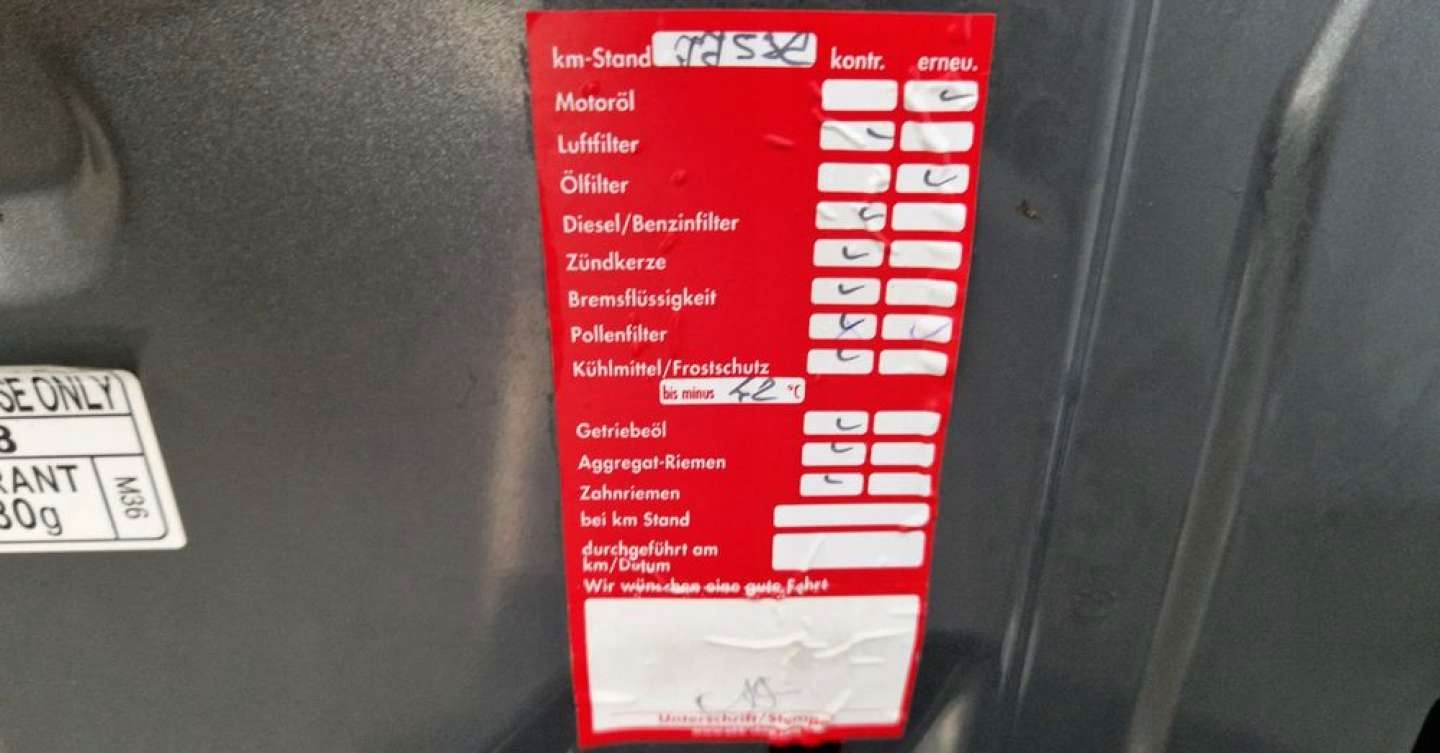 km-Stand kontr. erneu.
Motoröl
Luftfilter
Ölfilter
Diesel/Benzinfilter
Zündkerze
Bremsflüssigkeit
Pollenfilter
Kühlmittel/Frostschutz
bis minus 42 °C
Getriebeöl
Aggregat-Riemen
Zahnriemen
bei km Stand
durchgeführt am
km/Datum
Wir wünschen eine gute Fahrt
Unterschrift/Stempel
SE ONLY
RANT
30g
M36